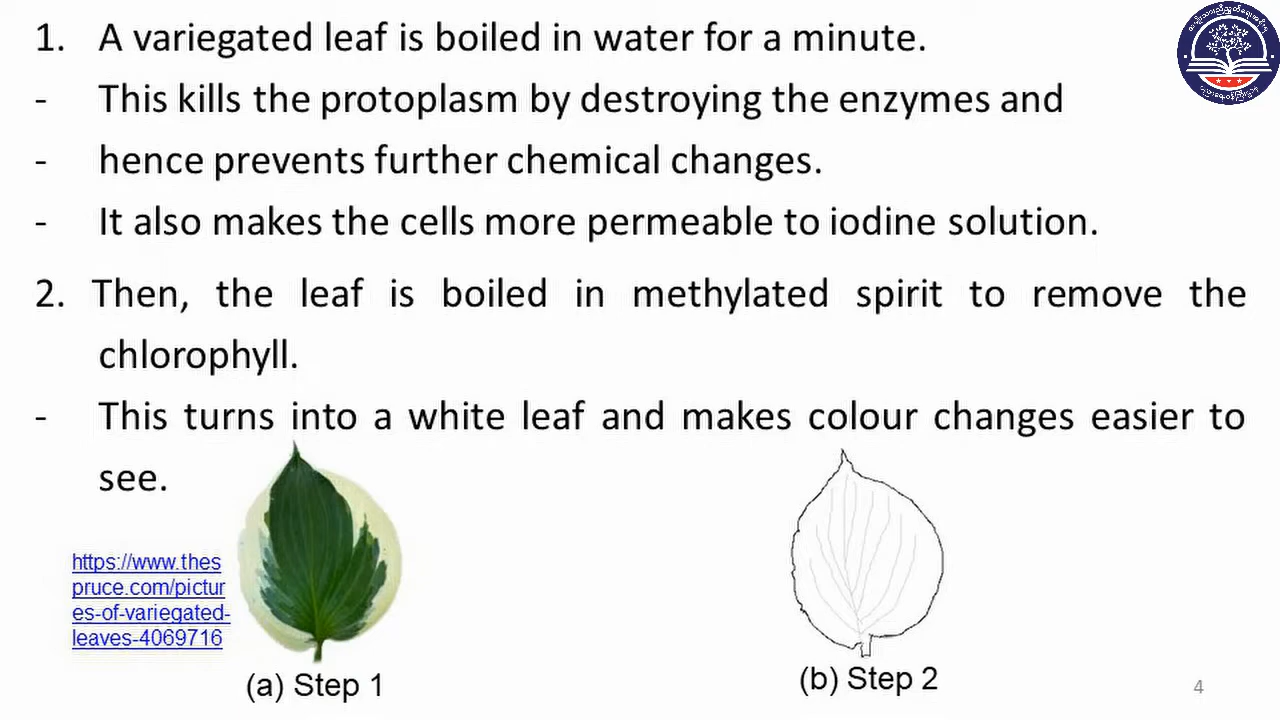 1. A variegated leaf is boiled in water for a minute.
- This kills the protoplasm by destroying the enzymes and
- hence prevents further chemical changes.
- It also makes the cells more permeable to iodine solution.
2. Then, the leaf is boiled in methylated spirit to remove the
chlorophyll.
- This turns into a white leaf and makes colour changes easier to
see.
https://www.thes
pruce.com/pictur
es-of-variegated-
leaves-4069716
(a) Step 1
(b) Step 2
4